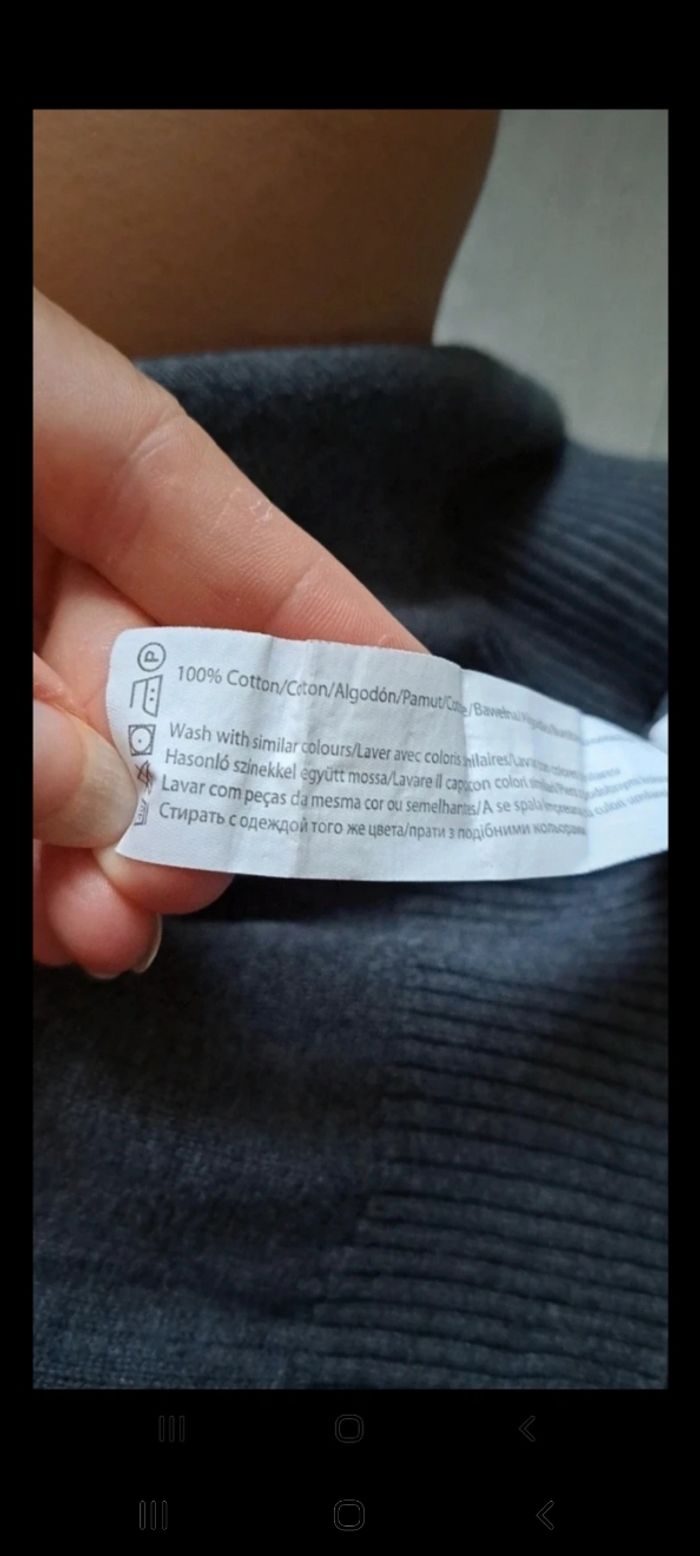 P
100% Cotton/Coton/Algodón/Pamut/
Wash with similar colours/Laver avec coloris
Hasonló színekkel együtt mossa/Lavare il capo con colori
Lavar com peças da mesma cor ou semelhantes/A se spala
Стирать с одеждой того же цвета/прати з подібними кольорами